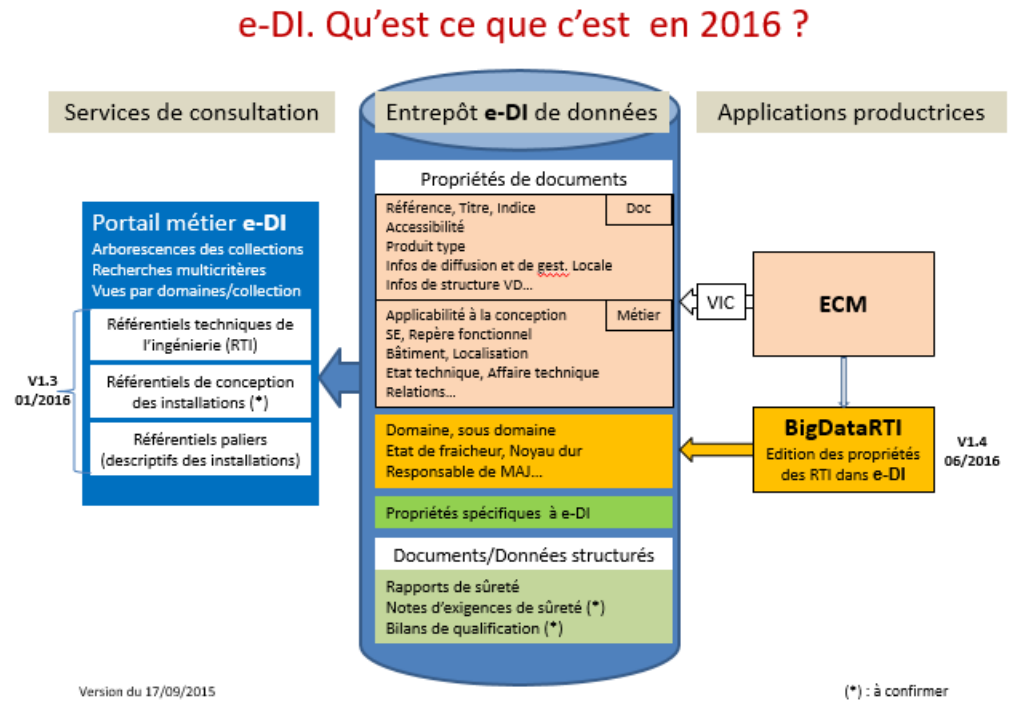 e-DI. Qu'est ce que c'est en 2016 ?
Services de consultation
Entrepôt e-DI de données
Applications productrices
Portail métier e-DI
Arborescences des collections
Recherches multicritères
Vues par domaines/collection
Référentiels techniques de
l'ingénierie (RTI)
Référentiels de conception
des installations (*)
Référentiels paliers
(descriptifs des installations)
V1.3
01/2016
Propriétés de documents
Référence, Titre, Indice
Doc
Accessibilité
Produit type
Infos de diffusion et de gest. Locale
Infos de structure VD...
Applicabilité à la conception
Métier
SE, Repère fonctionnel
Bâtiment, Localisation
Etat technique, Affaire technique
Relations...
Domaine, sous domaine
Etat de fraicheur, Noyau dur
Responsable de MAJ...
Propriétés spécifiques à e-DI
Documents/Données structurés
Rapports de sûreté
Notes d'exigences de sûreté (*)
Bilans de qualification (*)
VIC
ECM
BigDataRTI
Edition des propriétés
des RTI dans e-DI
V1.4
06/2016
Version du 17/09/2015
(*) : à confirmer